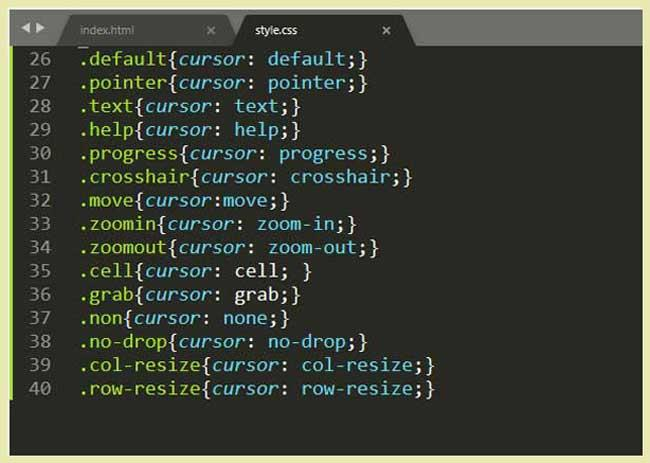 index.html × style.css ×
26 .default{cursor: default;}
27 .pointer{cursor: pointer;}
28 .text{cursor: text;}
29 .help{cursor: help;}
30 .progress{cursor: progress;}
31 .crosshair{cursor: crosshair;}
32 .move{cursor:move;}
33 .zoomin{cursor: zoom-in;}
34 .zoomout{cursor: zoom-out;}
35 .cell{cursor: cell; }
36 .grab{cursor: grab;}
37 .non{cursor: none;}
38 .no-drop{cursor: no-drop;}
39 .col-resize{cursor: col-resize;}
40 .row-resize{cursor: row-resize;}